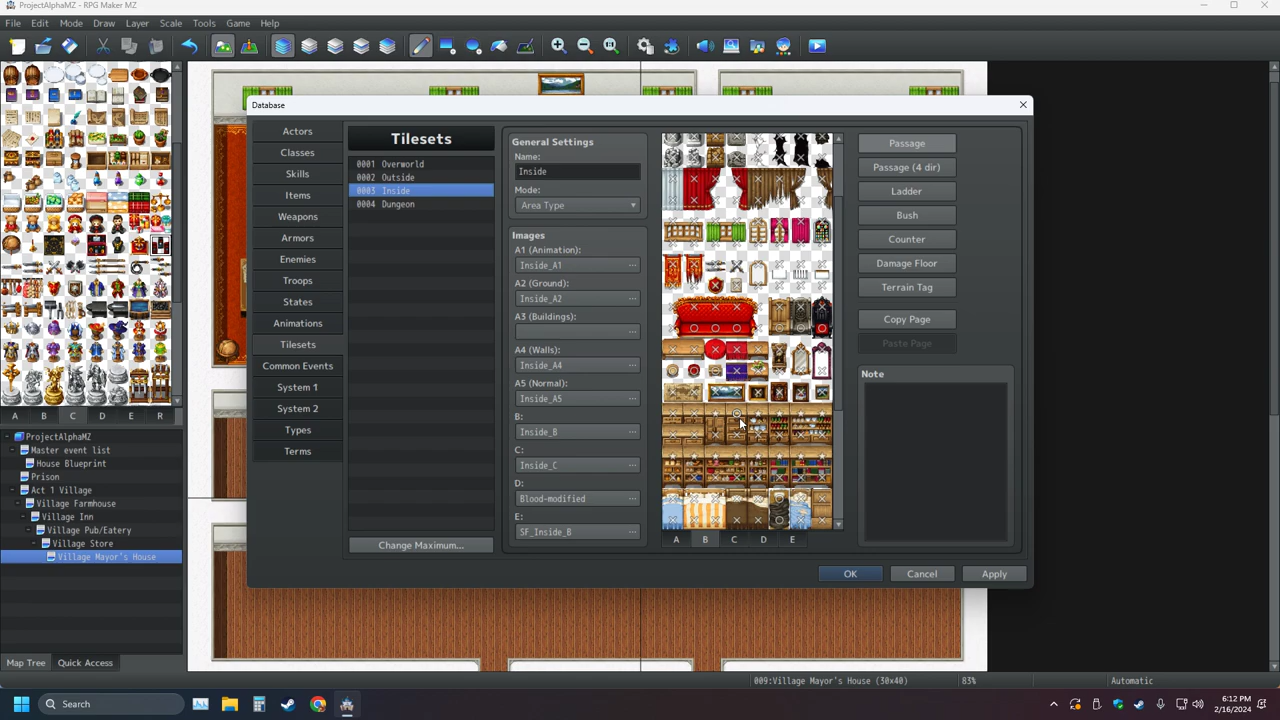 ProjectAlphaMZ - RPG Maker MZ
File Edit Mode Draw Layer Scale Tools Game Help
Database
Actors
Classes
Skills
Items
Weapons
Armors
Enemies
Troops
States
Animations
Tilesets
Common Events
System 1
System 2
Types
Terms
Tilesets
0001 Overworld
0002 Outside
0003 Inside
0004 Dungeon
Change Maximum...
General Settings
Name:
Inside
Mode:
Area Type
Images
A1 (Animation):
Inside_A1
A2 (Ground):
Inside_A2
A3 (Buildings):
A4 (Walls):
Inside_A4
A5 (Normal):
Inside_A5
B:
Inside_B
C:
Inside_C
D:
Blood-modified
E:
SF_Inside_B
A B C D E
Passage
Passage (4 dir)
Ladder
Bush
Counter
Damage Floor
Terrain Tag
Copy Page
Paste Page
Note
OK Cancel Apply
A B C D E R
ProjectAlphaMZ
Master event list
House Blueprint
Prison
Act 1 Village
Village Farmhouse
Village Inn
Village Pub/Eatery
Village Store
Village Mayor's House
Map Tree Quick Access
009:Village Mayor's House (30×40) 83% Automatic
Search
6:12 PM
2/16/2024